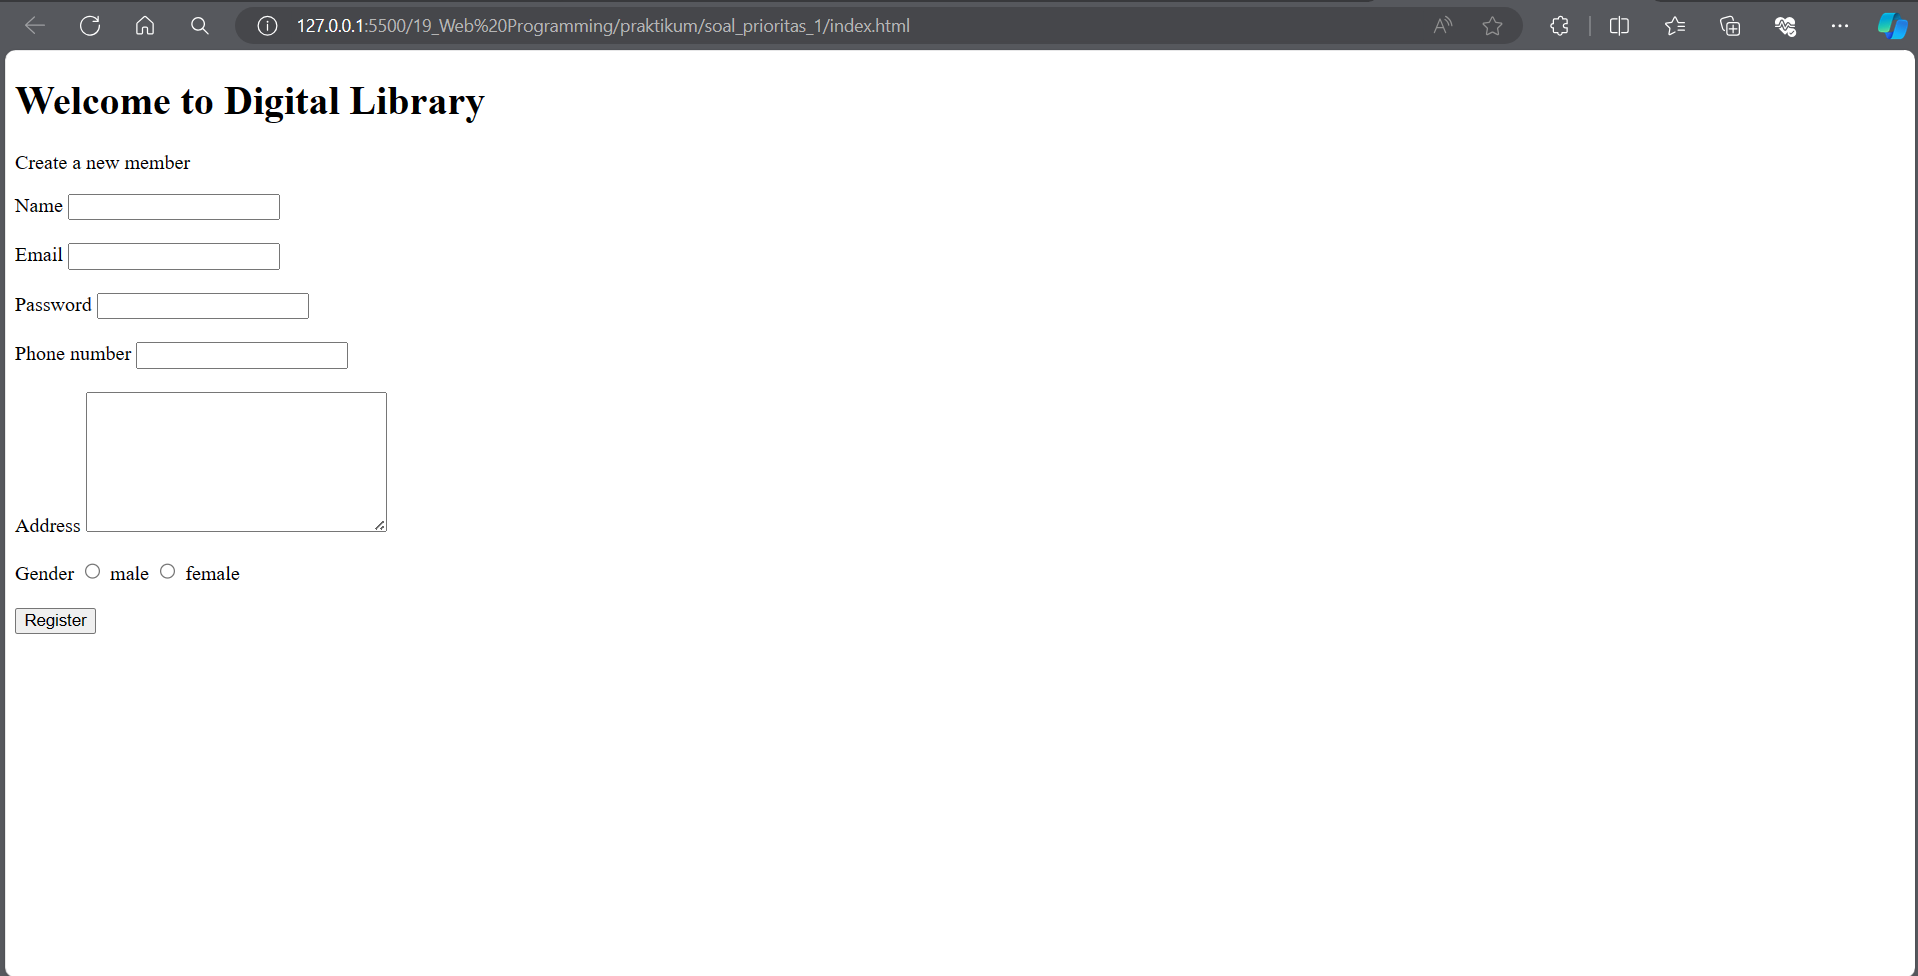 127.0.0.1:5500/19_Web%20Programming/praktikum/soal_prioritas_1/index.html
Welcome to Digital Library
Create a new member
Name
Email
Password
Phone number
Address
Gender male female
Register